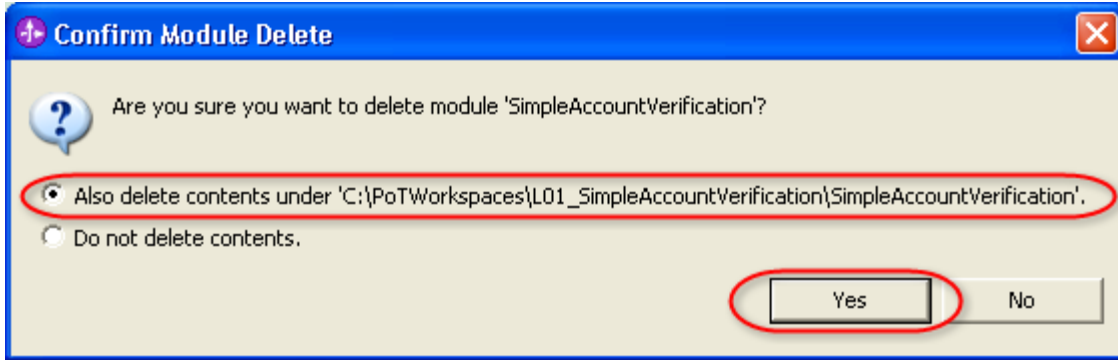 Confirm Module Delete
Are you sure you want to delete module 'SimpleAccountVerification'?
Also delete contents under 'C:\PoTWorkspaces\L01_SimpleAccountVerification\SimpleAccountVerification'.
Do not delete contents.
Yes No